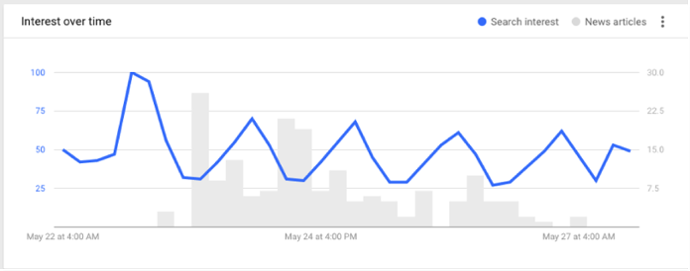 Interest over time
Search interest
News articles
100
30.0
75
22.5
50
15.0
25
7.5
May 22 at 4:00 AM
May 24 at 4:00 PM
May 27 at 4:00 AM